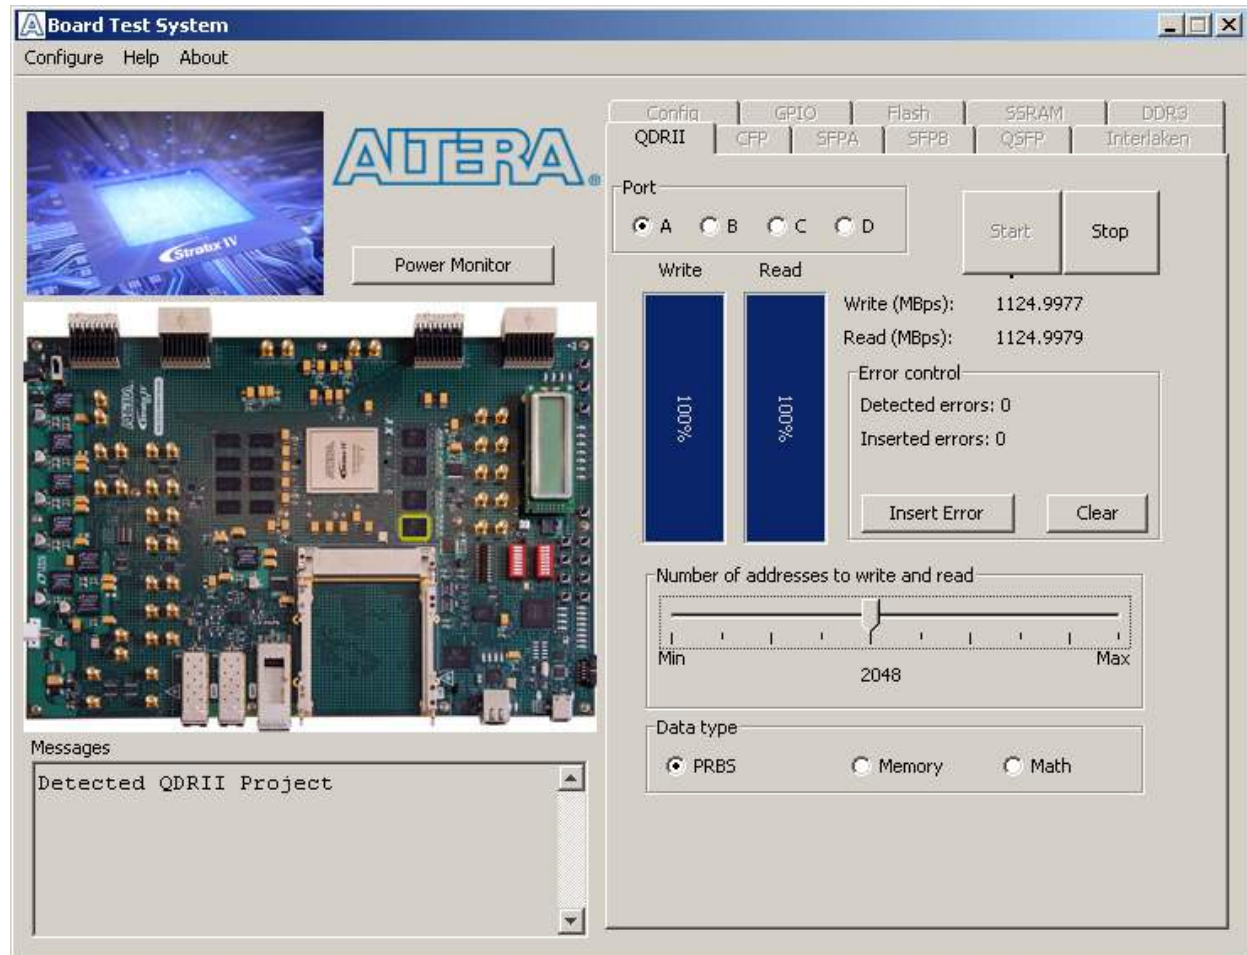 Board Test System
Configure Help About
Stratix IV
ALTERA®
Power Monitor
Config GPIO Flash SSRAM DDR3
QDRII CFP SFPA SFPB QSFP Interlaken
Port
A B C D
Start Stop
Write Read
100% 100%
Write (MBps): 1124.9977
Read (MBps): 1124.9979
Error control
Detected errors: 0
Inserted errors: 0
Insert Error Clear
Number of addresses to write and read
Min Max
2048
Data type
PRBS Memory Math
Messages
Detected QDRII Project